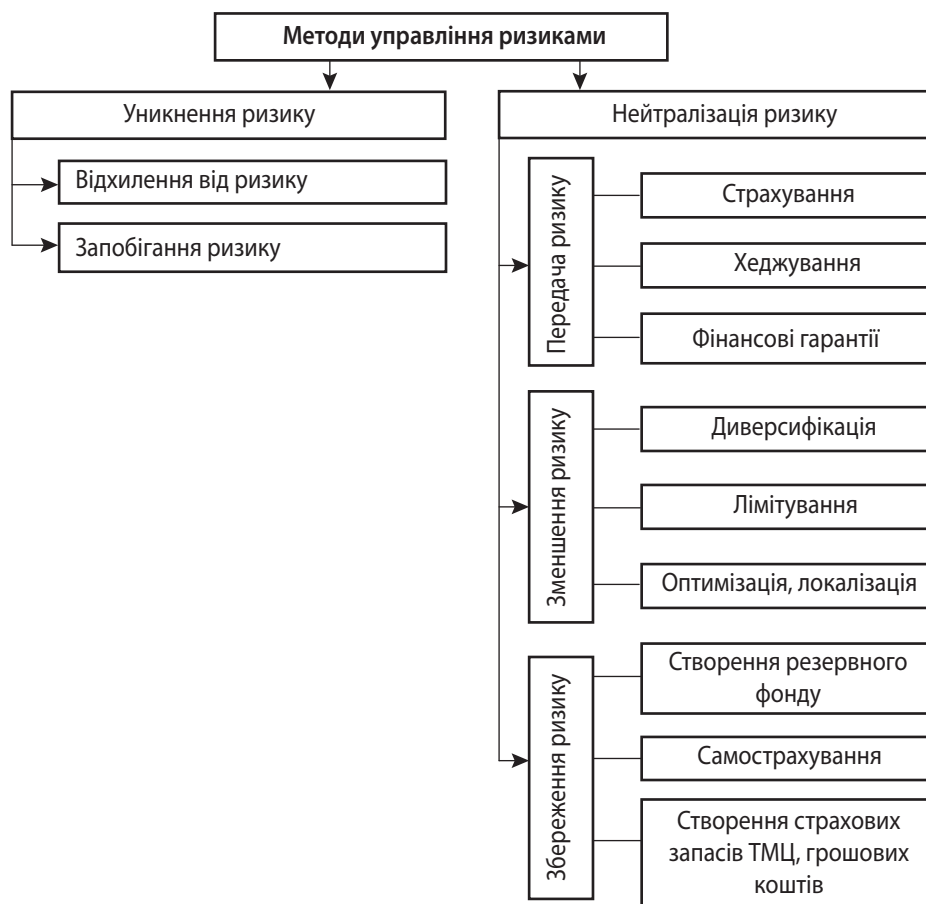 Методи управління ризиками
Уникнення ризику
Відхилення від ризику
Запобігання ризику
Нейтралізація ризику
Передача ризику
Страхування
Хеджування
Фінансові гарантії
Зменшення ризику
Диверсифікація
Лімітування
Оптимізація, локалізація
Збереження ризику
Створення резервного
фонду
Самострахування
Створення страхових
запасів ТМЦ, грошових
коштів